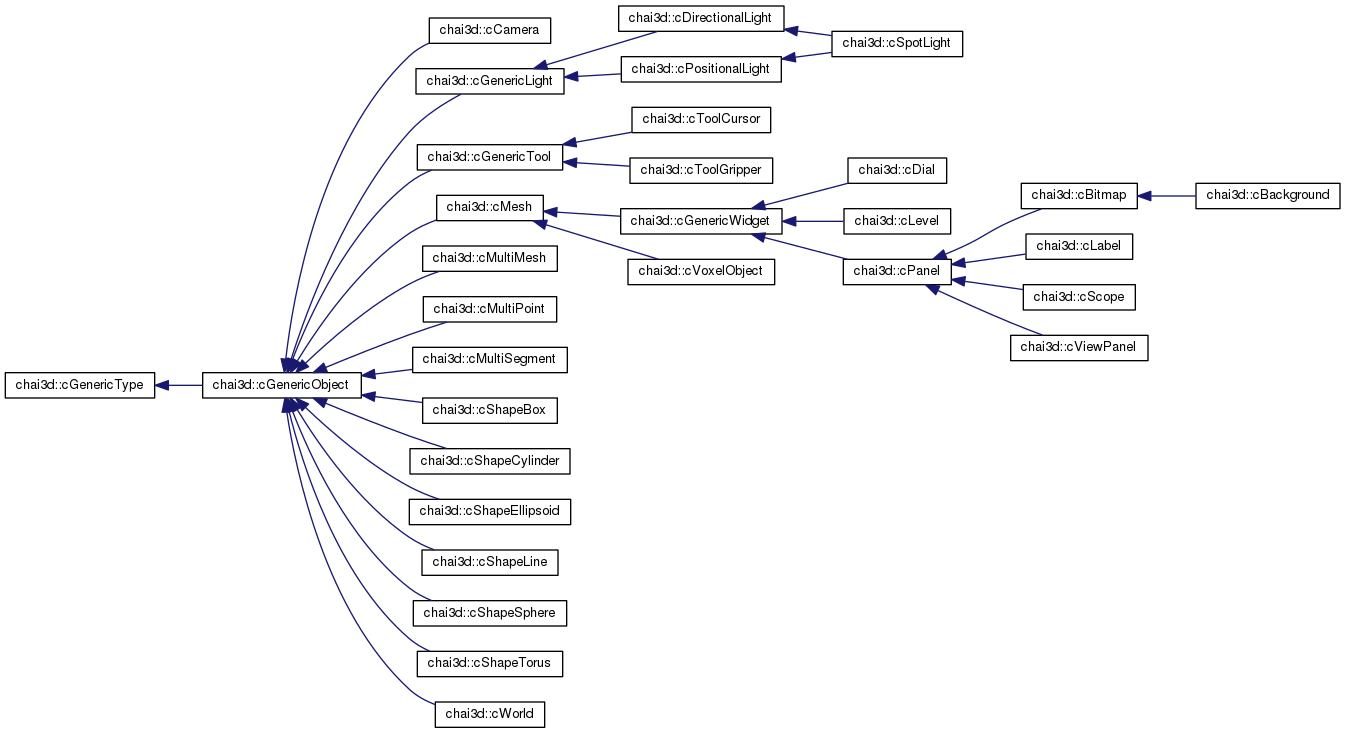 chai3d::cDirectionalLight
chai3d::cCamera
chai3d::cSpotLight
chai3d::cPositionalLight
chai3d::cGenericLight
chai3d::cToolCursor
chai3d::cGenericTool
chai3d::cToolGripper
chai3d::cDial
chai3d::cBitmap
chai3d::cBackground
chai3d::cMesh
chai3d::cGenericWidget
chai3d::cLevel
chai3d::cLabel
chai3d::cMultiMesh
chai3d::cVoxelObject
chai3d::cPanel
chai3d::cScope
chai3d::cMultiPoint
chai3d::cViewPanel
chai3d::cMultiSegment
chai3d::cGenericType
chai3d::cGenericObject
chai3d::cShapeBox
chai3d::cShapeCylinder
chai3d::cShapeEllipsoid
chai3d::cShapeLine
chai3d::cShapeSphere
chai3d::cShapeTorus
chai3d::cWorld